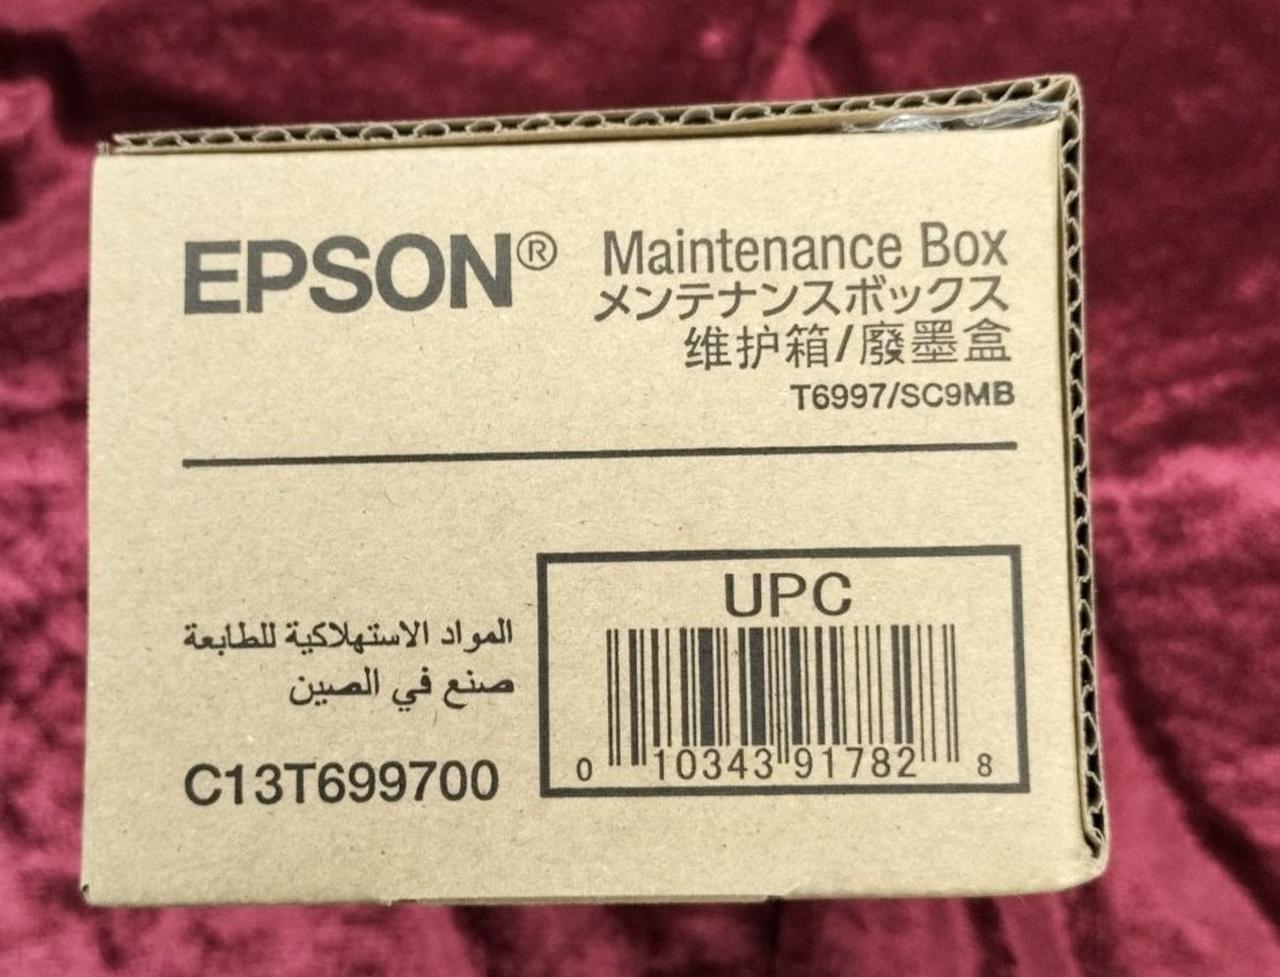 EPSON®
Maintenance Box
メンテナンスボックス
维护箱/廢墨盒
T6997/SC9MB
المواد الاستهلاكية للطابعة
صنع في الصين
C13T699700
UPC
0 10343 91782 8